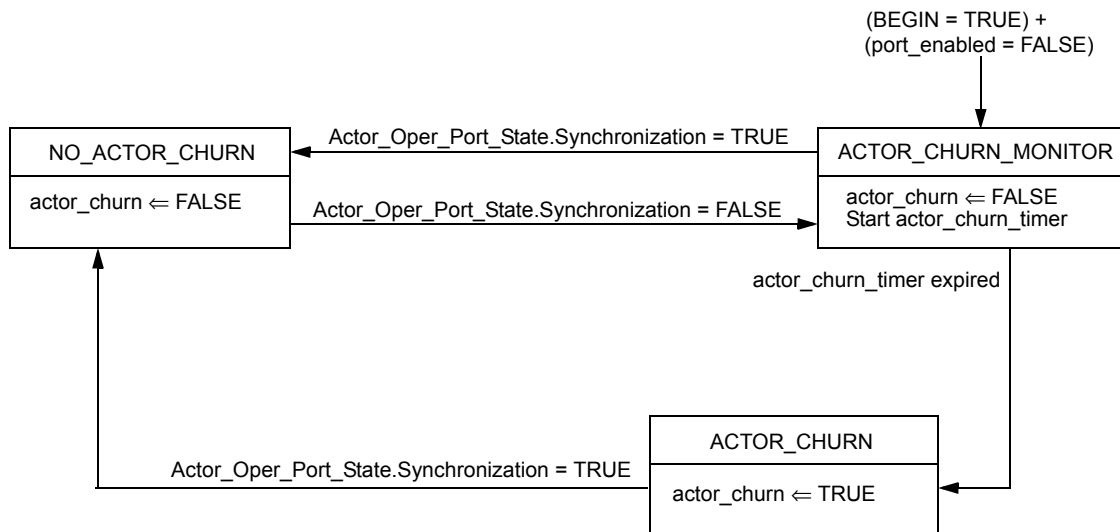 (BEGIN = TRUE) +
(port_enabled = FALSE)
NO_ACTOR_CHURN
actor_churn ⇐ FALSE
Actor_Oper_Port_State.Synchronization = TRUE
Actor_Oper_Port_State.Synchronization = FALSE
ACTOR_CHURN_MONITOR
actor_churn ⇐ FALSE
Start actor_churn_timer
actor_churn_timer expired
ACTOR_CHURN
actor_churn ⇐ TRUE
Actor_Oper_Port_State.Synchronization = TRUE